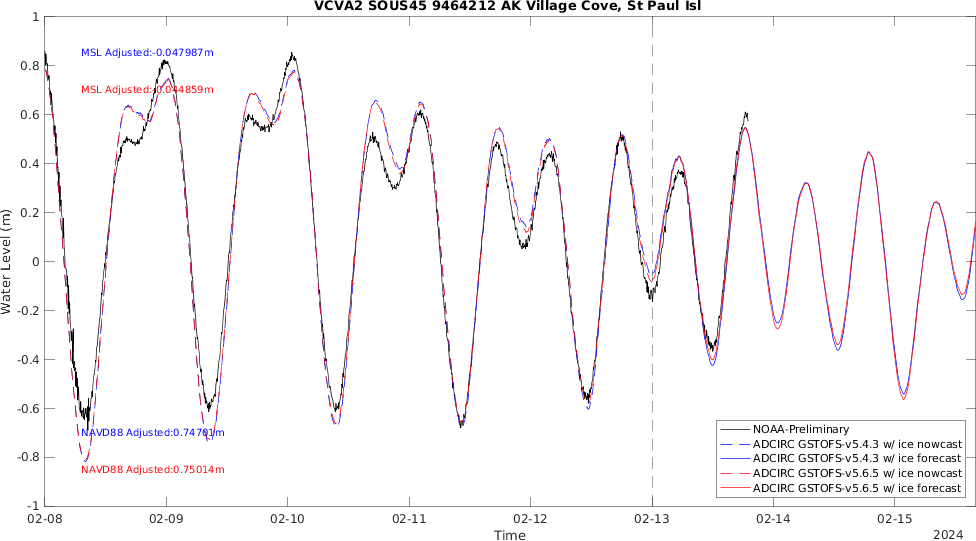 VCVA2 SOUS45 9464212 AK Village Cove, St Paul Isl
1
0.8
0.6
0.4
0.2
0
-0.2
-0.4
-0.6
-0.8
-1
Water Level (m)
MSL Adjusted:-0.047987m
MSL Adjusted:-0.044859m
NAVD88 Adjusted:0.74701m
NAVD88 Adjusted:0.75014m
NOAA-Preliminary
ADCIRC GSTOFS-v5.4.3 w/ ice nowcast
ADCIRC GSTOFS-v5.4.3 w/ ice forecast
ADCIRC GSTOFS-v5.6.5 w/ ice nowcast
ADCIRC GSTOFS-v5.6.5 w/ ice forecast
02-08 02-09 02-10 02-11 02-12 02-13 02-14 02-15
Time
2024